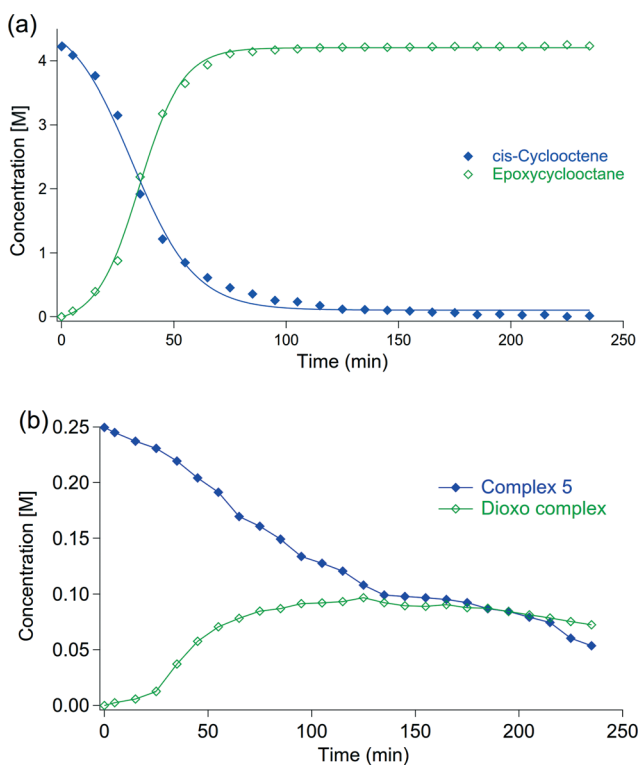 (a)
Concentration [M]
4
3
2
1
0
cis-Cyclooctene
Epoxycyclooctane
0 50 100 150 200 250
Time (min)
(b)
Concentration [M]
0.25
0.20
0.15
0.10
0.05
0.00
Complex 5
Dioxo complex
0 50 100 150 200 250
Time (min)